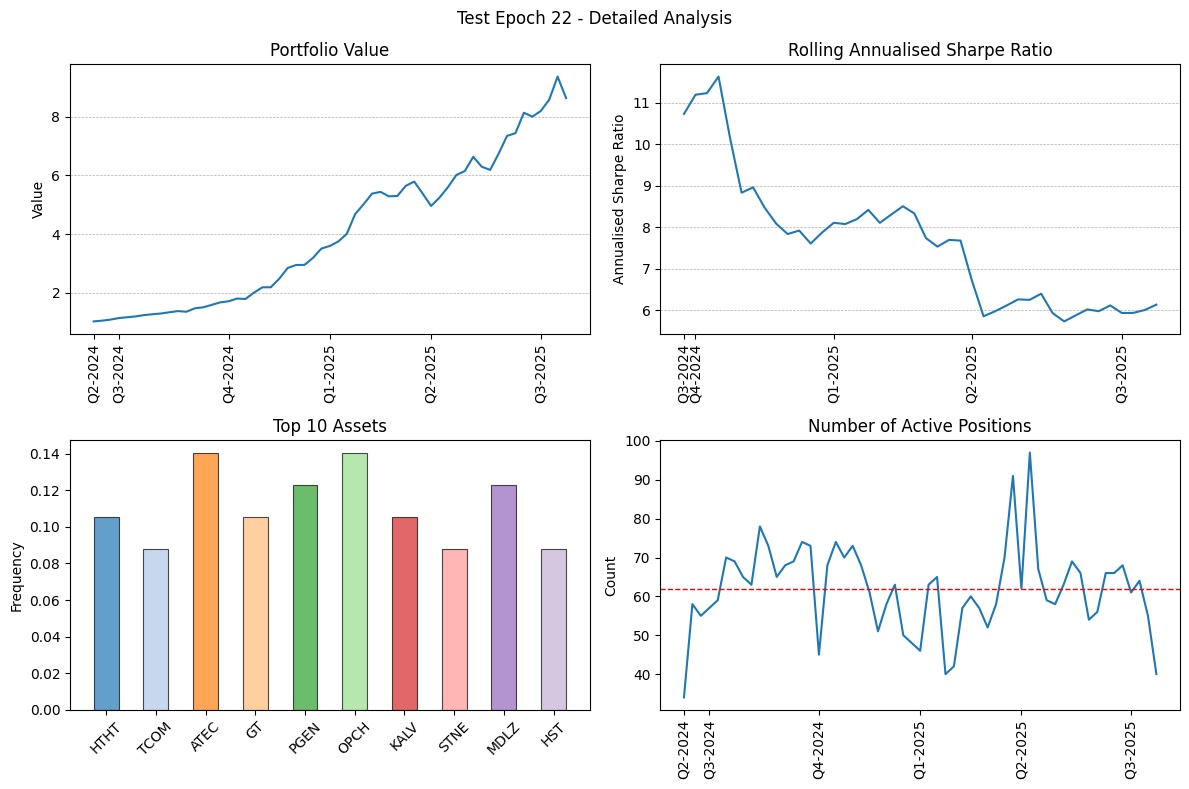 Test Epoch 22 - Detailed Analysis
Portfolio Value
Value
8
6
4
2
Q2-2024
Q3-2024
Q4-2024
Q1-2025
Q2-2025
Q3-2025
Rolling Annualised Sharpe Ratio
Annualised Sharpe Ratio
11
10
9
8
7
6
Q3-2024
Q4-2024
Q1-2025
Q2-2025
Q3-2025
Top 10 Assets
Frequency
0.14
0.12
0.10
0.08
0.06
0.04
0.02
0.00
HTHT
TCOM
ATEC
GT
PGEN
OPCH
KALV
STNE
MDLZ
HST
Number of Active Positions
Count
100
90
80
70
60
50
40
Q2-2024
Q3-2024
Q4-2024
Q1-2025
Q2-2025
Q3-2025